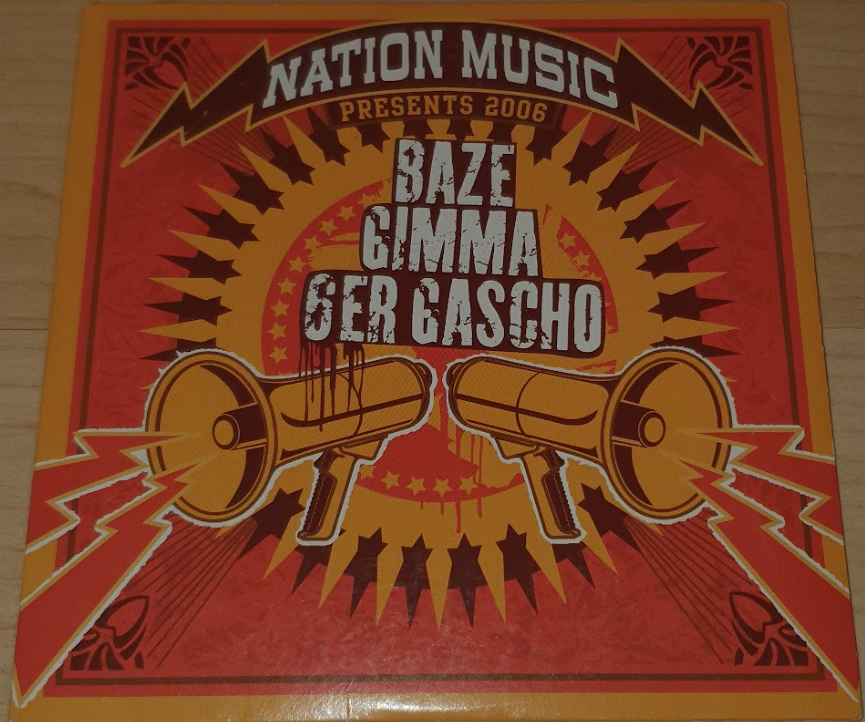 NATION MUSIC
PRESENTS 2006
BAZE
GIMMA
6ER GASCHO